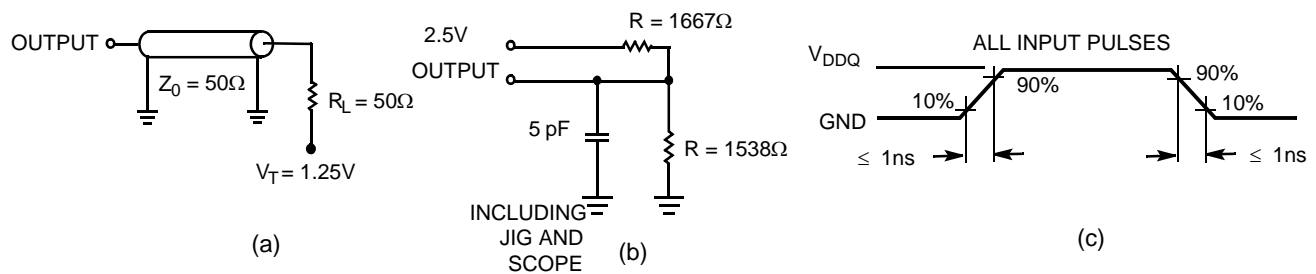 OUTPUT
Z0 = 50Ω
RL = 50Ω
VT = 1.25V
(a)
R = 1667Ω
2.5V
OUTPUT
5 pF
R = 1538Ω
INCLUDING
JIG AND
SCOPE
(b)
ALL INPUT PULSES
VDDQ
GND
10%
90%
90%
10%
≤ 1ns
≤ 1ns
(c)